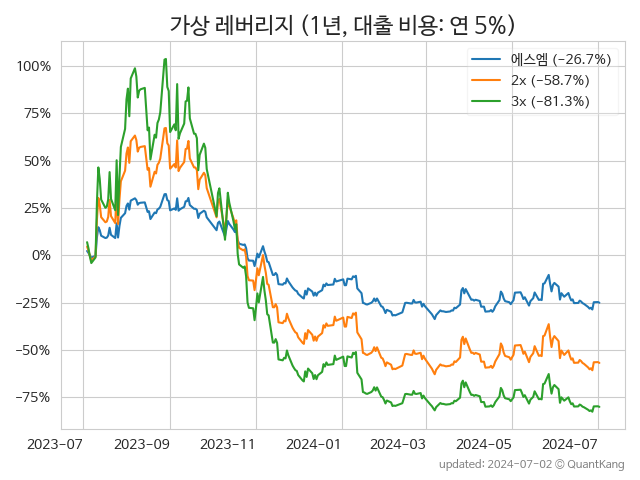 가상 레버리지 (1년, 대출 비용: 연 5%)
에스엠 (−26.7%)
2x (−58.7%)
3x (−81.3%)
100%
75%
50%
25%
0%
−25%
−50%
−75%
2023-07 2023-09 2023-11 2024-01 2024-03 2024-05 2024-07
updated: 2024-07-02 © QuantKang